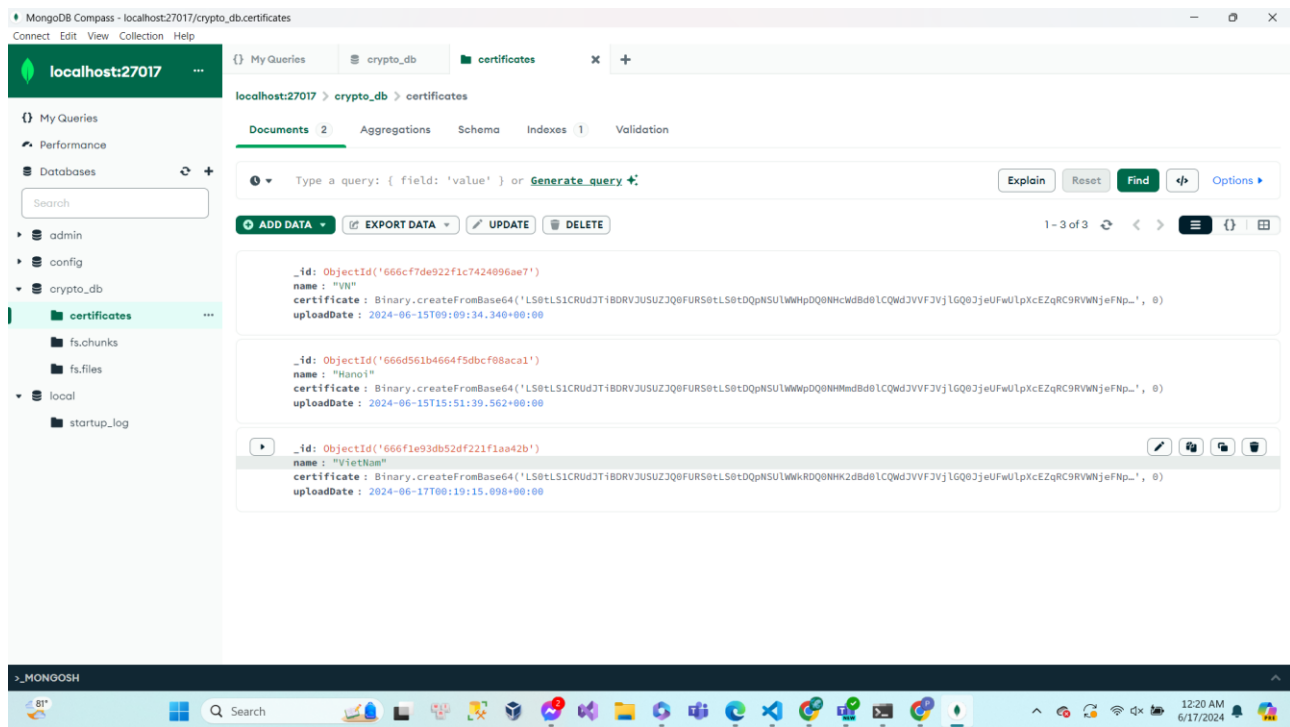 MongoDB Compass - localhost:27017/crypto_db.certificates
Connect Edit View Collection Help
localhost:27017 ...
{} My Queries
crypto_db
certificates
localhost:27017 > crypto_db > certificates
{} My Queries
Performance
Databases
Search
admin
config
crypto_db
certificates ...
fs.chunks
fs.files
local
startup_log
Documents 2 Aggregations Schema Indexes 1 Validation
Type a query: { field: 'value' } or Generate query
Explain Reset Find </> Options
ADD DATA EXPORT DATA UPDATE DELETE
1 – 3 of 3
{}
_id: ObjectId('666cf7de922f1c7424096ae7')
name : "VN"
certificate : Binary.createFromBase64('LS0tLS1CRUdJTiBDRVJUSUZJQ0FURS0tLS0tDQpNSUlWWHpDQ0NHcWdBd0lCQWdJVVFJVjlGQ0JjeUFwUlpXcEZqRC9RVWNjeFNp…', 0)
uploadDate : 2024-06-15T09:09:34.340+00:00
_id: ObjectId('666d561b4664f5dbcf08aca1')
name : "Hanoi"
certificate : Binary.createFromBase64('LS0tLS1CRUdJTiBDRVJUSUZJQ0FURS0tLS0tDQpNSUlWWWpDQ0NHMmdBd0lCQWdJVVFJVjlGQ0JjeUFwUlpXcEZqRC9RVWNjeFNp…', 0)
uploadDate : 2024-06-15T15:51:39.562+00:00
_id: ObjectId('666f1e93db52df221f1aa42b')
name : "VietNam"
certificate : Binary.createFromBase64('LS0tLS1CRUdJTiBDRVJUSUZJQ0FURS0tLS0tDQpNSUlWWkRDQ0NHK2dBd0lCQWdJVVFJVjlGQ0JjeUFwUlpXcEZqRC9RVWNjeFNp…', 0)
uploadDate : 2024-06-17T00:19:15.098+00:00
>_MONGOSH
81°
Search
2
NEW
PRE
12:20 AM
6/17/2024